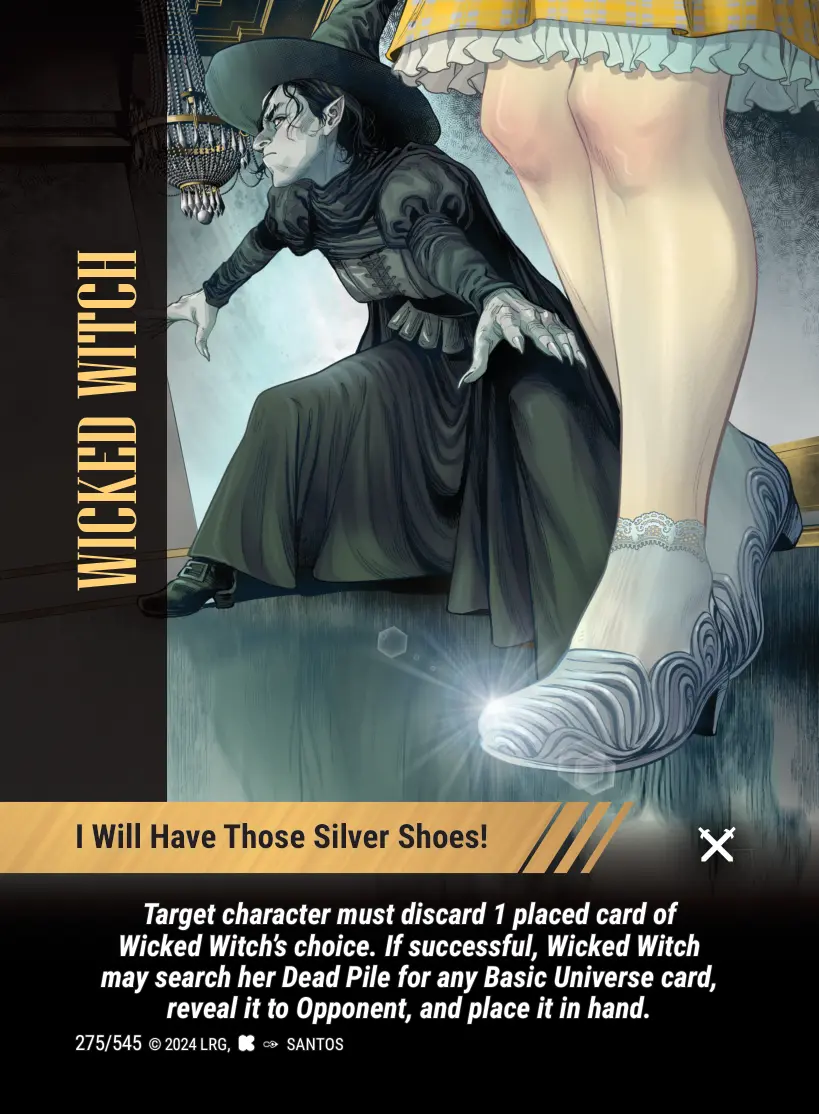 WICKED WITCH
I Will Have Those Silver Shoes!
Target character must discard 1 placed card of
Wicked Witch’s choice. If successful, Wicked Witch
may search her Dead Pile for any Basic Universe card,
reveal it to Opponent, and place it in hand.
275/545 © 2024 LRG, SANTOS